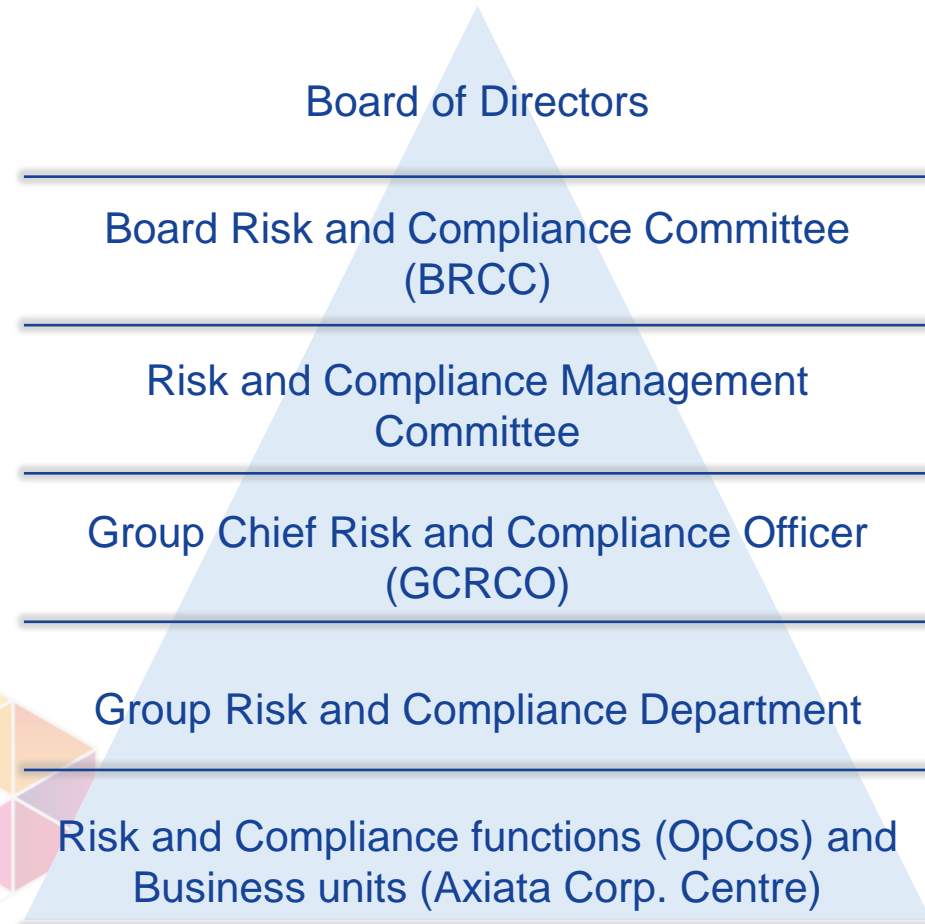 Board of Directors
Board Risk and Compliance Committee
(BRCC)
Risk and Compliance Management
Committee
Group Chief Risk and Compliance Officer
(GCRCO)
Group Risk and Compliance Department
Risk and Compliance functions (OpCos) and
Business units (Axiata Corp. Centre)